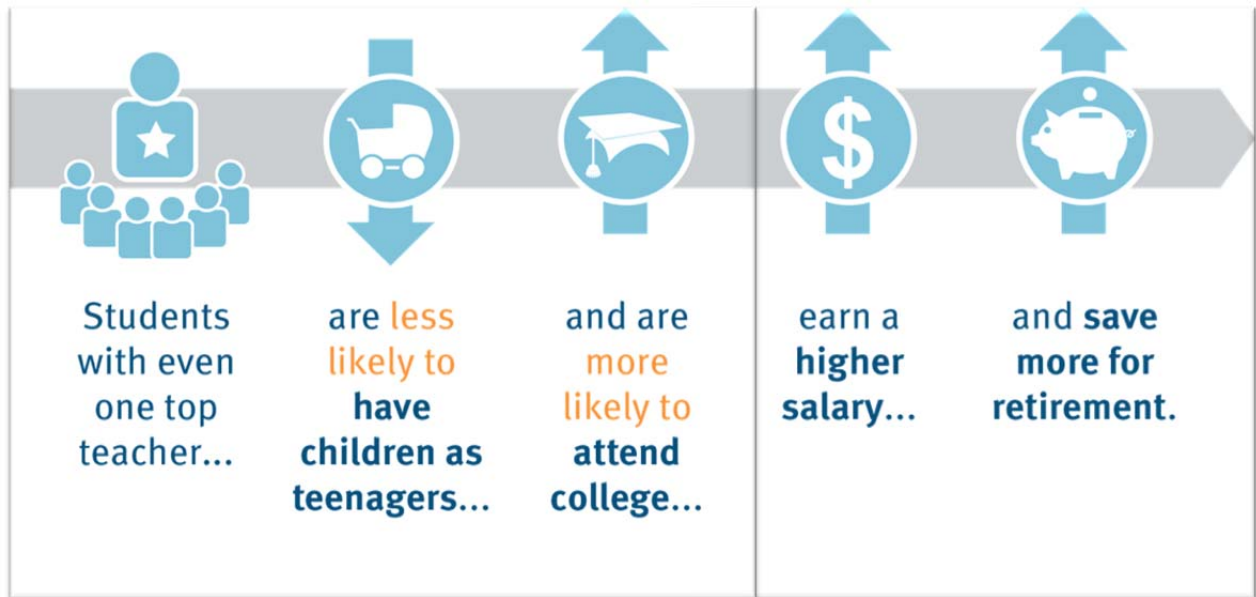 Students
with even
one top
teacher...
are less
likely to
have
children as
teenagers...
and are
more
likely to
attend
college...
earn a
higher
salary...
and save
more for
retirement.